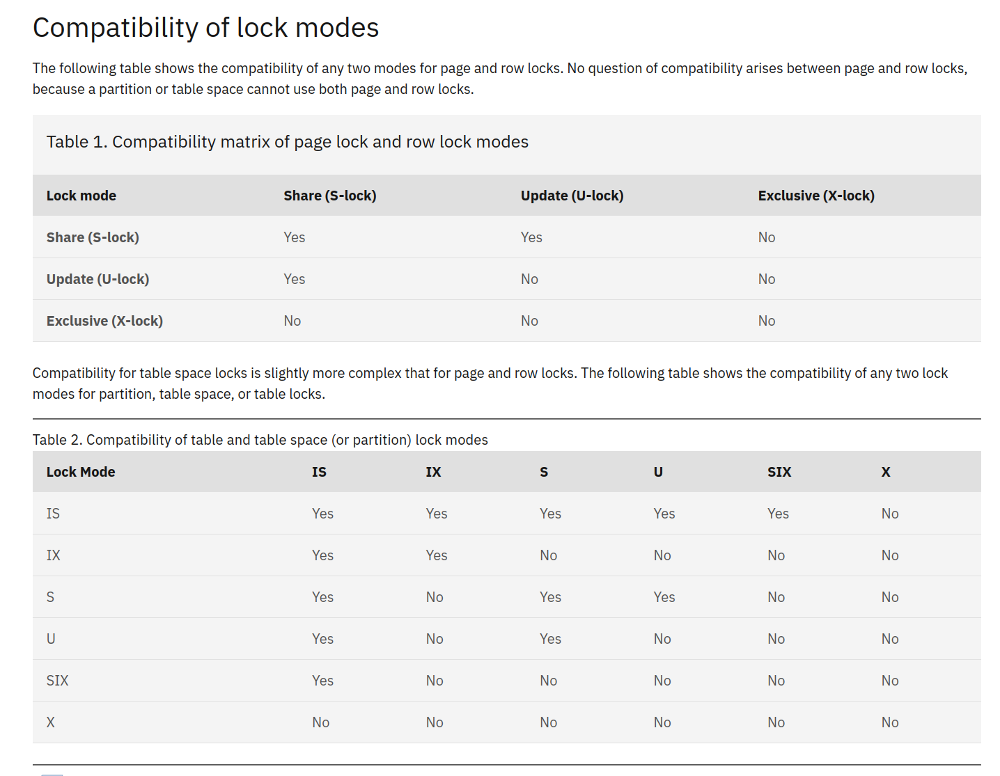 Compatibility of lock modes
The following table shows the compatibility of any two modes for page and row locks. No question of compatibility arises between page and row locks,
because a partition or table space cannot use both page and row locks.
Table 1. Compatibility matrix of page lock and row lock modes
Lock mode Share (S-lock) Update (U-lock) Exclusive (X-lock)
Share (S-lock) Yes Yes No
Update (U-lock) Yes No No
Exclusive (X-lock) No No No
Compatibility for table space locks is slightly more complex that for page and row locks. The following table shows the compatibility of any two lock
modes for partition, table space, or table locks.
Table 2. Compatibility of table and table space (or partition) lock modes
Lock Mode IS IX S U SIX X
IS Yes Yes Yes Yes Yes No
IX Yes Yes No No No No
S Yes No Yes Yes No No
U Yes No Yes No No No
SIX Yes No No No No No
X No No No No No No